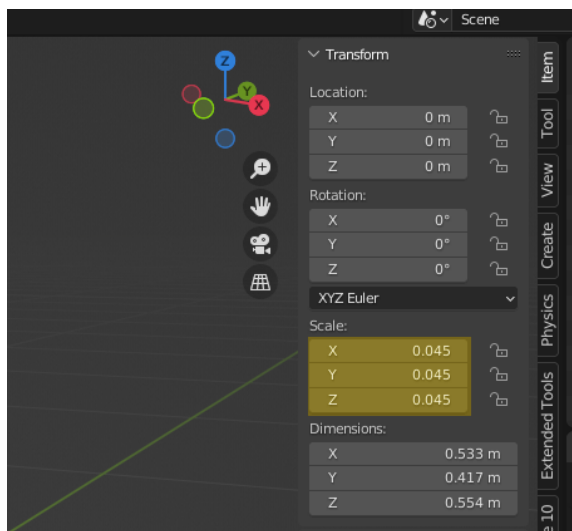 Scene
Transform
Location:
X 0 m
Y 0 m
Z 0 m
Rotation:
X 0°
Y 0°
Z 0°
XYZ Euler
Scale:
X 0.045
Y 0.045
Z 0.045
Dimensions:
X 0.533 m
Y 0.417 m
Z 0.554 m
Item
Tool
View
Create
Physics
Extended Tools
e 10
Z
Y
X